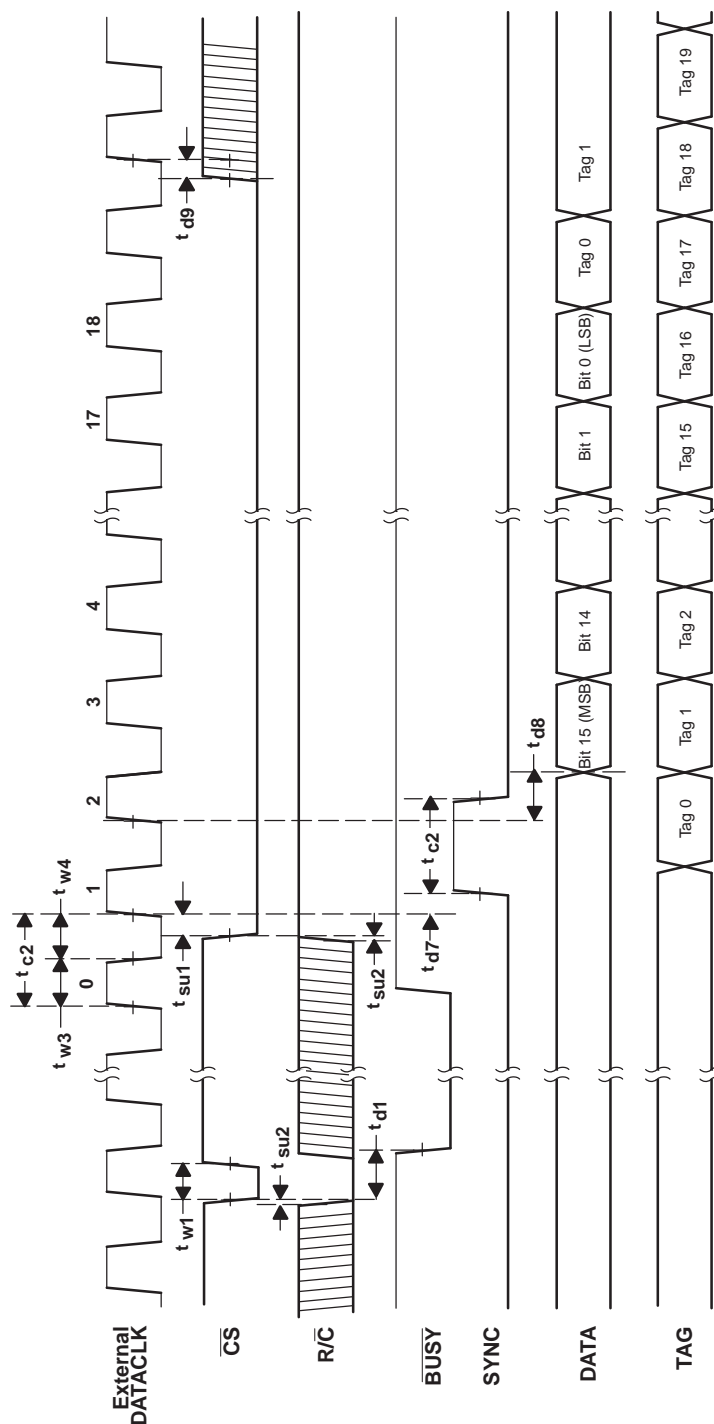 t c2
t w3
t w4
External
DATACLK
0
1
2
3
4
17
18
CS
t w1
t su1
t d9
R/C
t su2
t su2
BUSY
t d1
t d7
t c2
SYNC
t d8
DATA
Bit 15 (MSB)
Bit 14
Bit 1
Bit 0 (LSB)
Tag 0
Tag 1
TAG
Tag 0
Tag 1
Tag 2
Tag 15
Tag 16
Tag 17
Tag 18
Tag 19